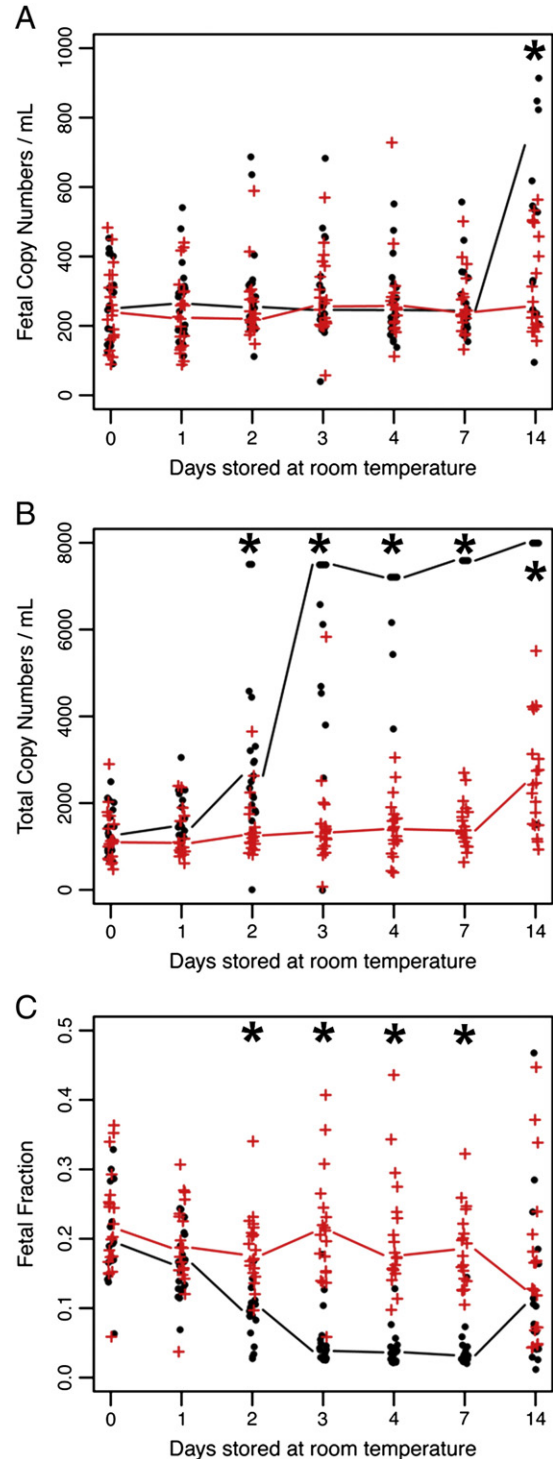 A
Fetal Copy Numbers / mL
1000
800
600
400
200
0
0 1 2 3 4 7 14
Days stored at room temperature
*
B
Total Copy Numbers / mL
8000
6000
4000
2000
0
0 1 2 3 4 7 14
Days stored at room temperature
* * * * *
C
Fetal Fraction
0.5
0.4
0.3
0.2
0.1
0.0
0 1 2 3 4 7 14
Days stored at room temperature
* * * *